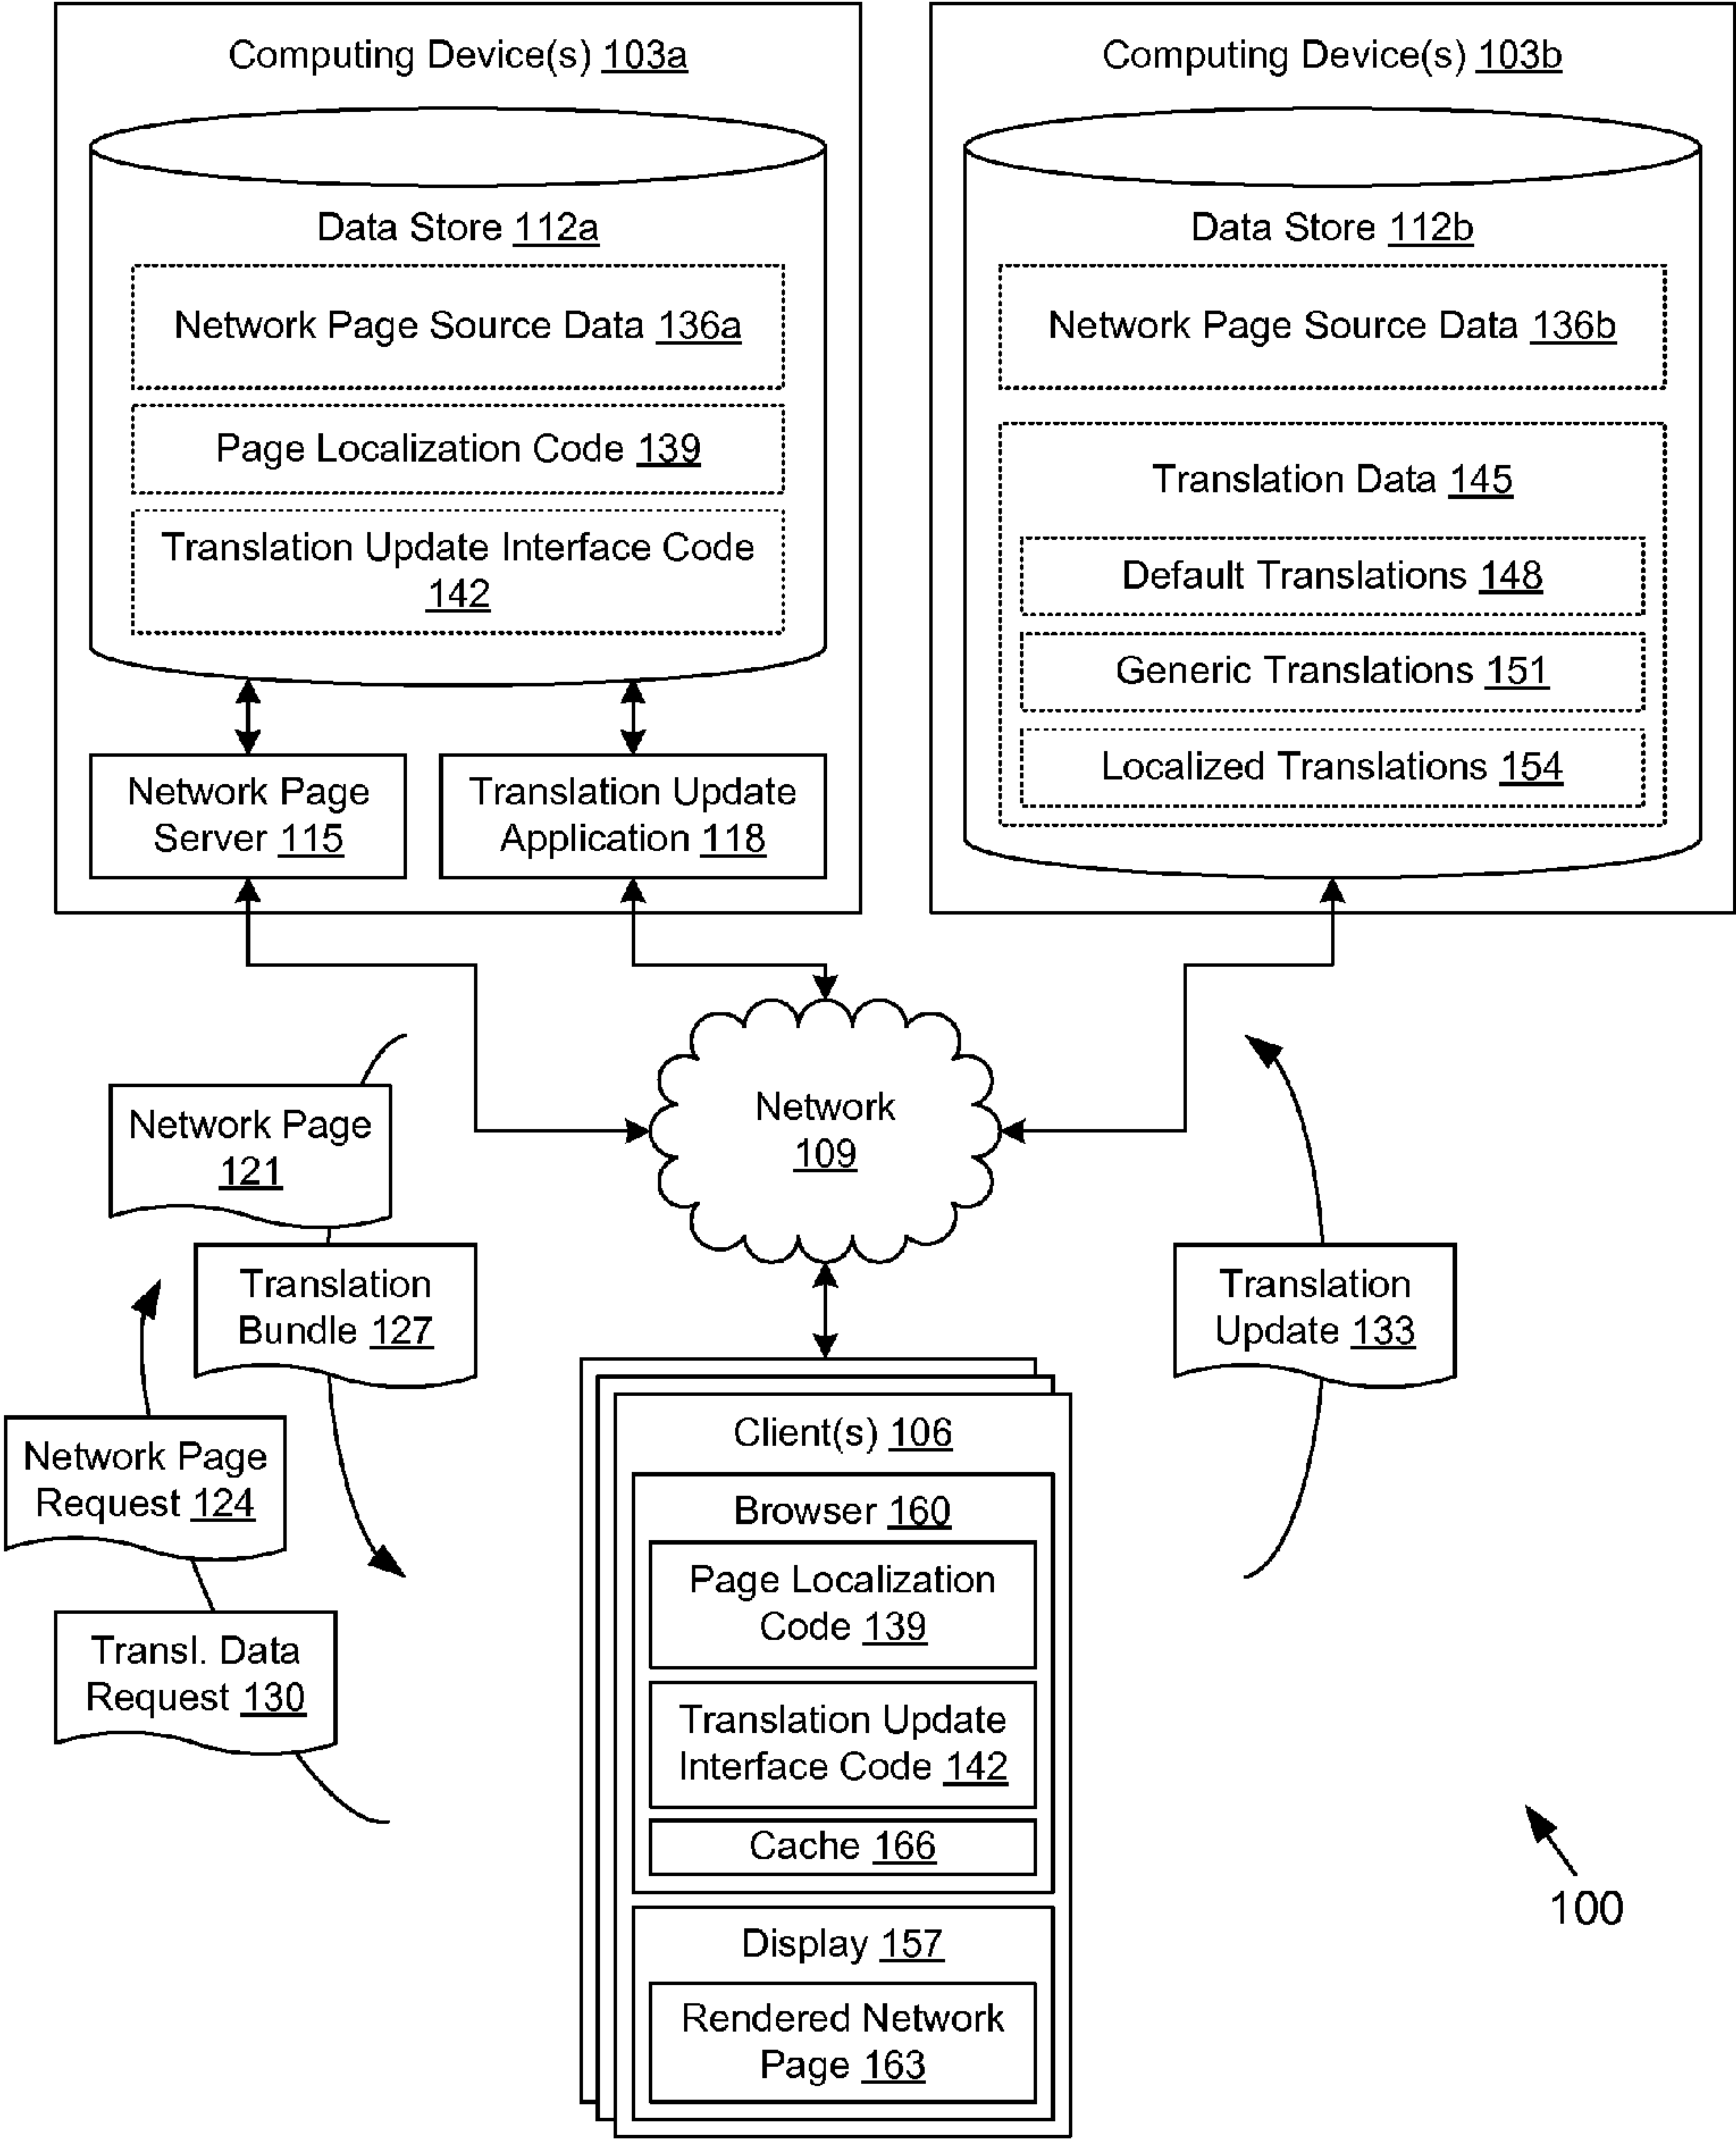 Computing Device(s) 103a
Data Store 112a
Network Page Source Data 136a
Page Localization Code 139
Translation Update Interface Code
142
Network Page
Server 115
Translation Update
Application 118
Computing Device(s) 103b
Data Store 112b
Network Page Source Data 136b
Translation Data 145
Default Translations 148
Generic Translations 151
Localized Translations 154
Network
109
Network Page
121
Translation
Bundle 127
Network Page
Request 124
Transl. Data
Request 130
Translation
Update 133
Client(s) 106
Browser 160
Page Localization
Code 139
Translation Update
Interface Code 142
Cache 166
Display 157
Rendered Network
Page 163
100